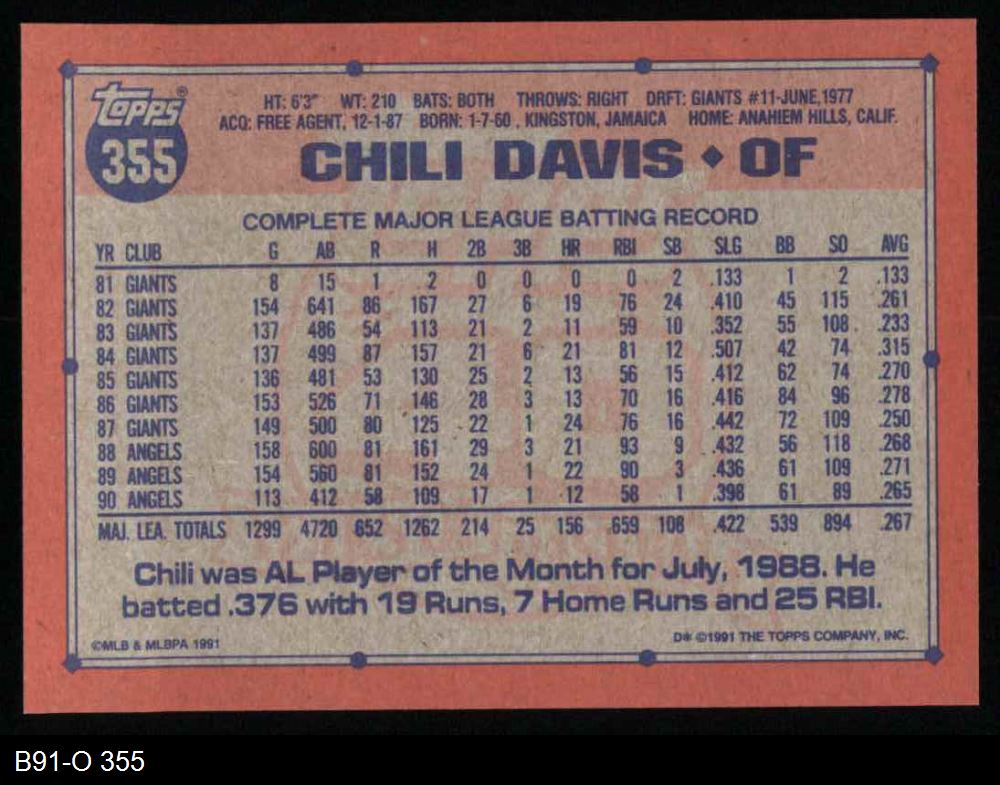 Topps®
355
HT: 6'3" WT: 210 BATS: BOTH THROWS: RIGHT DRFT: GIANTS #11-JUNE,1977
ACQ: FREE AGENT, 12-1-87 BORN: 1-7-60 , KINGSTON, JAMAICA HOME: ANAHIEM HILLS, CALIF.
CHILI DAVIS ◆ OF
COMPLETE MAJOR LEAGUE BATTING RECORD
YR CLUB G AB R H 2B 3B HR RBI SB SLG BB SO AVG
81 GIANTS 8 15 1 2 0 0 0 0 2 .133 1 2 .133
82 GIANTS 154 641 86 167 27 6 19 76 24 .410 45 115 .261
83 GIANTS 137 486 54 113 21 2 11 59 10 .352 55 108 .233
84 GIANTS 137 499 87 157 21 6 21 81 12 .507 42 74 .315
85 GIANTS 136 481 53 130 25 2 13 56 15 .412 62 74 .270
86 GIANTS 153 526 71 146 28 3 13 70 16 .416 84 96 .278
87 GIANTS 149 500 80 125 22 1 24 76 16 .442 72 109 .250
88 ANGELS 158 600 81 161 29 3 21 93 9 .432 56 118 .268
89 ANGELS 154 560 81 152 24 1 22 90 3 .436 61 109 .271
90 ANGELS 113 412 58 109 17 1 12 58 1 .398 61 89 .265
MAJ. LEA. TOTALS 1299 4720 652 1262 214 25 156 659 108 .422 539 894 .267
Chili was AL Player of the Month for July, 1988. He
batted .376 with 19 Runs, 7 Home Runs and 25 RBI.
©MLB & MLBPA 1991
D✻ ©1991 THE TOPPS COMPANY, INC.
B91-O 355